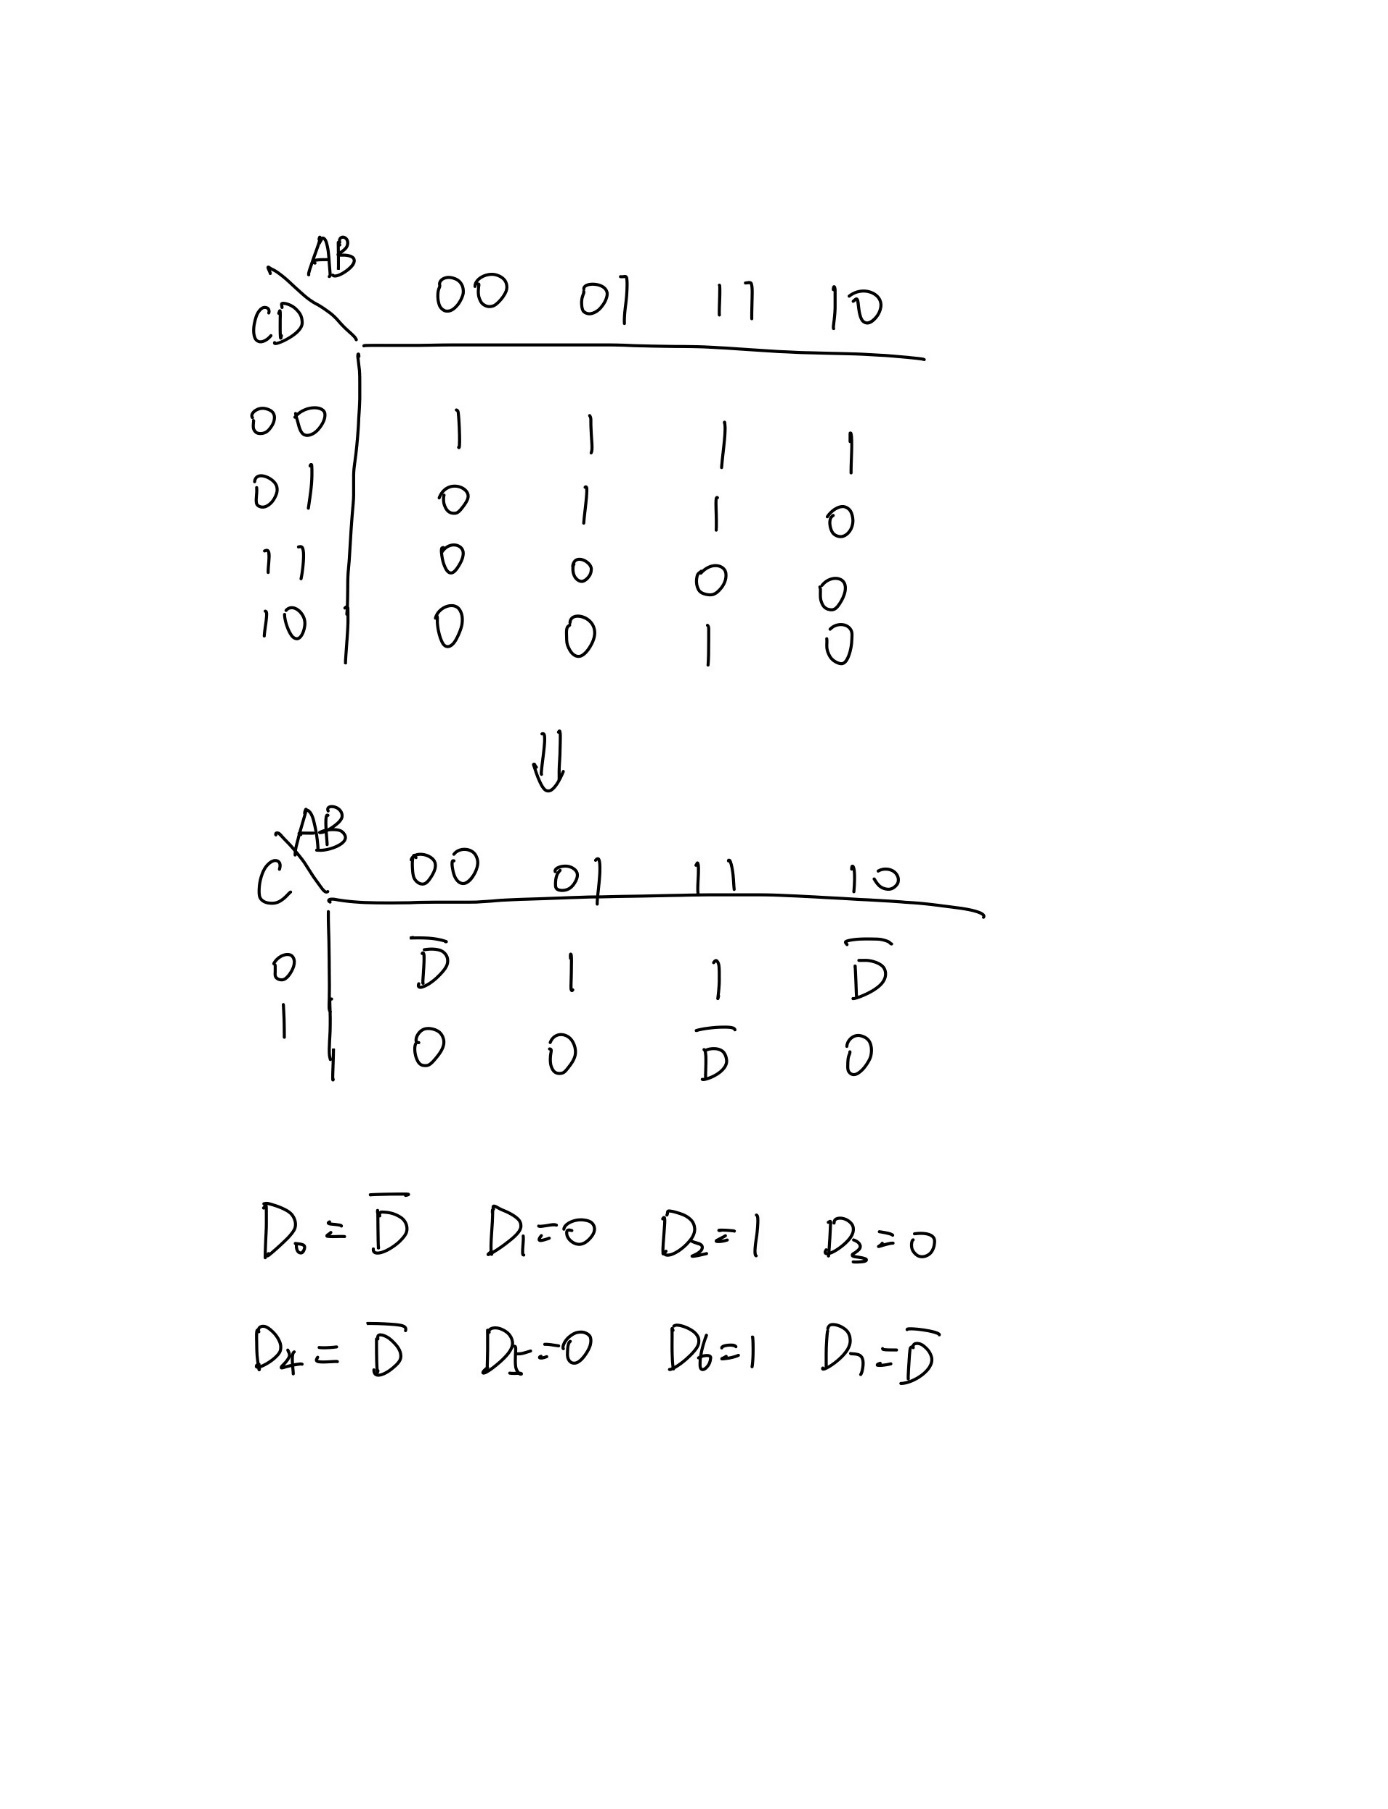 AB
CD 00 01 11 10
00 1 1 1 1
01 0 1 1 0
11 0 0 0 0
10 0 0 1 0
⇓
AB
C 00 01 11 10
0 D̅ 1 1 D̅
1 0 0 D̅ 0
D₀ = D̅ D₁=0 D₂=1 D₃=0
D₄ = D̅ D₅=0 D₆=1 D₇=D̅